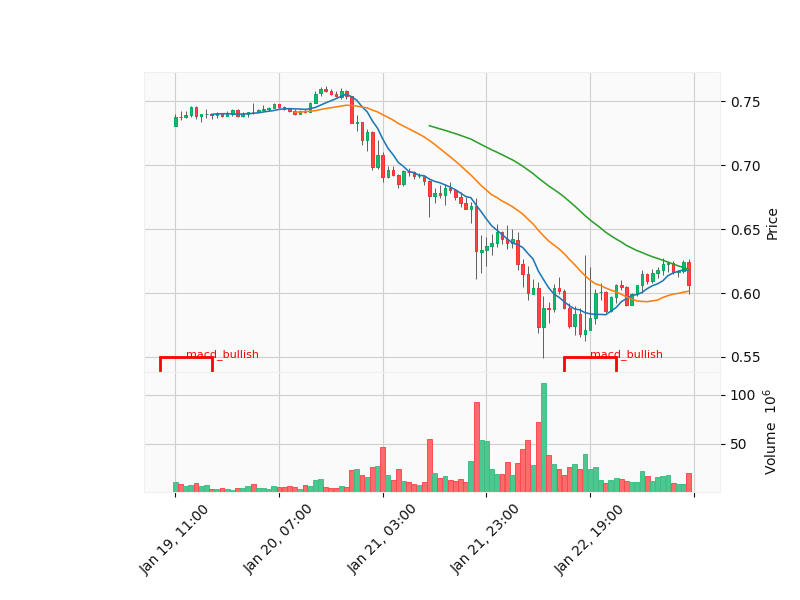 0.75
0.70
0.65
0.60
0.55
Price
macd_bullish
macd_bullish
100
50
Volume 10^6
Jan 19, 11:00
Jan 20, 07:00
Jan 21, 03:00
Jan 21, 23:00
Jan 22, 19:00